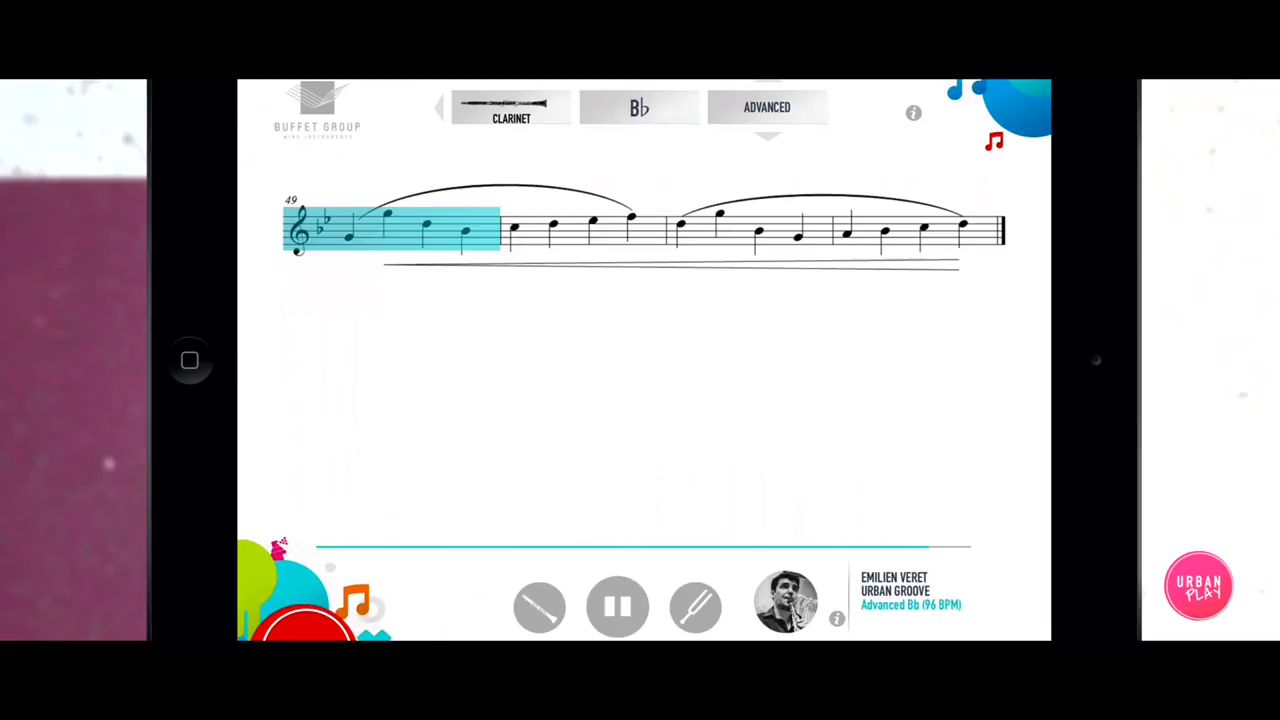 BUFFET GROUP
WIND INSTRUMENTS
CLARINET
B♭
ADVANCED
49
EMILIEN VERET
URBAN GROOVE
Advanced Bb (96 BPM)
URBAN
PLAY